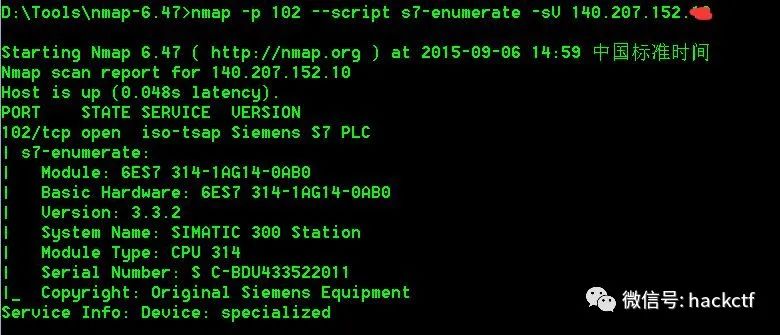 D:\Tools\nmap-6.47>nmap -p 102 --script s7-enumerate -sV 140.207.152.
Starting Nmap 6.47 ( http://nmap.org ) at 2015-09-06 14:59 中国标准时间
Nmap scan report for 140.207.152.10
Host is up (0.048s latency).
PORT    STATE SERVICE  VERSION
102/tcp open  iso-tsap Siemens S7 PLC
| s7-enumerate:
|   Module: 6ES7 314-1AG14-0AB0
|   Basic Hardware: 6ES7 314-1AG14-0AB0
|   Version: 3.3.2
|   System Name: SIMATIC 300 Station
|   Module Type: CPU 314
|   Serial Number: S C-BDU433522011
|_  Copyright: Original Siemens Equipment
Service Info: Device: specialized
微信号: hackctf